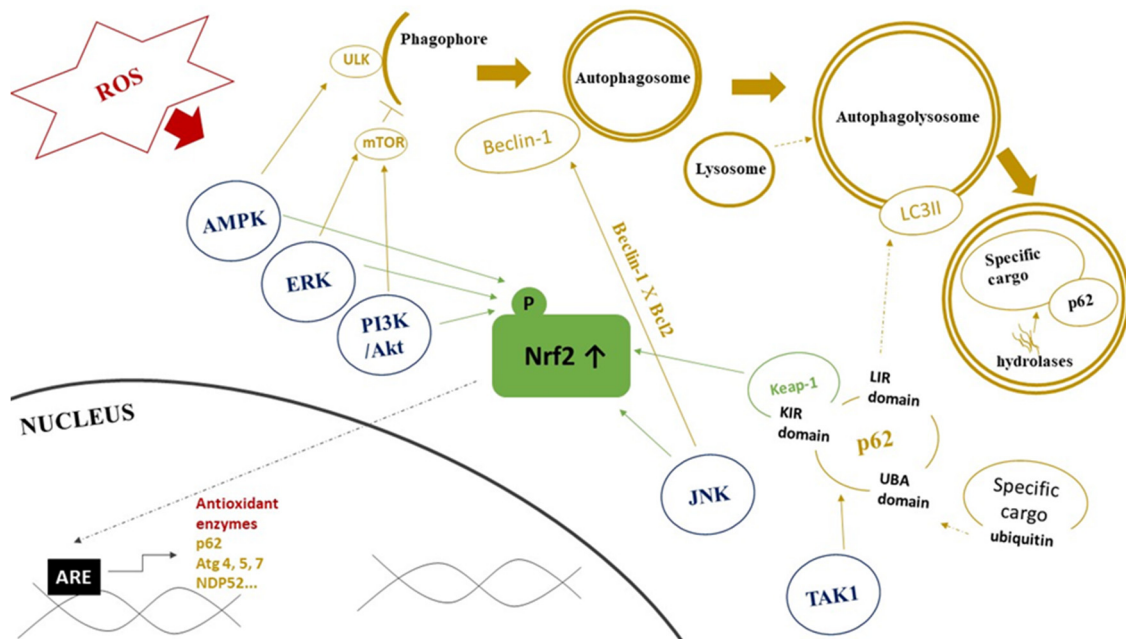 ROS
ULK
Phagophore
mTOR
Beclin-1
Autophagosome
Lysosome
Autophagolysosome
LC3II
Specific
cargo
p62
hydrolases
AMPK
ERK
PI3K
/Akt
P
Nrf2 ↑
Beclin-1 X Bcl2
Keap-1
KIR
domain
LIR
domain
p62
UBA
domain
Specific
cargo
ubiquitin
JNK
TAK1
NUCLEUS
Antioxidant
enzymes
p62
Atg 4, 5, 7
NDP52...
ARE